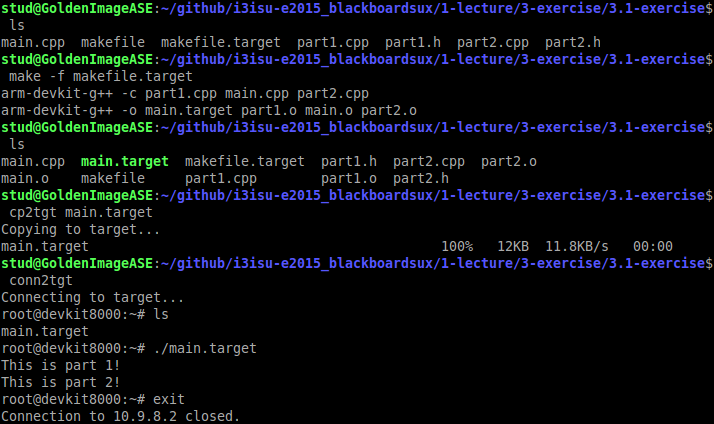 stud@GoldenImageASE:~/github/i3isu-e2015_blackboardsux/1-lecture/3-exercise/3.1-exercise$
ls
main.cpp  makefile  makefile.target  part1.cpp  part1.h  part2.cpp  part2.h
stud@GoldenImageASE:~/github/i3isu-e2015_blackboardsux/1-lecture/3-exercise/3.1-exercise$
make -f makefile.target
arm-devkit-g++ -c part1.cpp main.cpp part2.cpp
arm-devkit-g++ -o main.target part1.o main.o part2.o
stud@GoldenImageASE:~/github/i3isu-e2015_blackboardsux/1-lecture/3-exercise/3.1-exercise$
ls
main.cpp  main.target  makefile.target  part1.h  part2.cpp  part2.o
main.o    makefile     part1.cpp        part1.o  part2.h
stud@GoldenImageASE:~/github/i3isu-e2015_blackboardsux/1-lecture/3-exercise/3.1-exercise$
cp2tgt main.target
Copying to target...
main.target                                           100%   12KB  11.8KB/s   00:00
stud@GoldenImageASE:~/github/i3isu-e2015_blackboardsux/1-lecture/3-exercise/3.1-exercise$
conn2tgt
Connecting to target...
root@devkit8000:~# ls
main.target
root@devkit8000:~# ./main.target
This is part 1!
This is part 2!
root@devkit8000:~# exit
Connection to 10.9.8.2 closed.